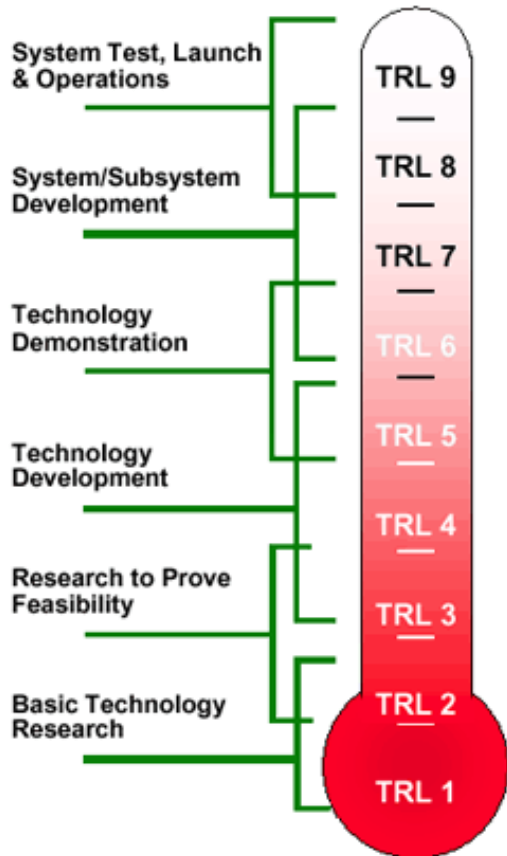 System Test, Launch
& Operations
System/Subsystem
Development
Technology
Demonstration
Technology
Development
Research to Prove
Feasibility
Basic Technology
Research
TRL 9
TRL 8
TRL 7
TRL 6
TRL 5
TRL 4
TRL 3
TRL 2
TRL 1